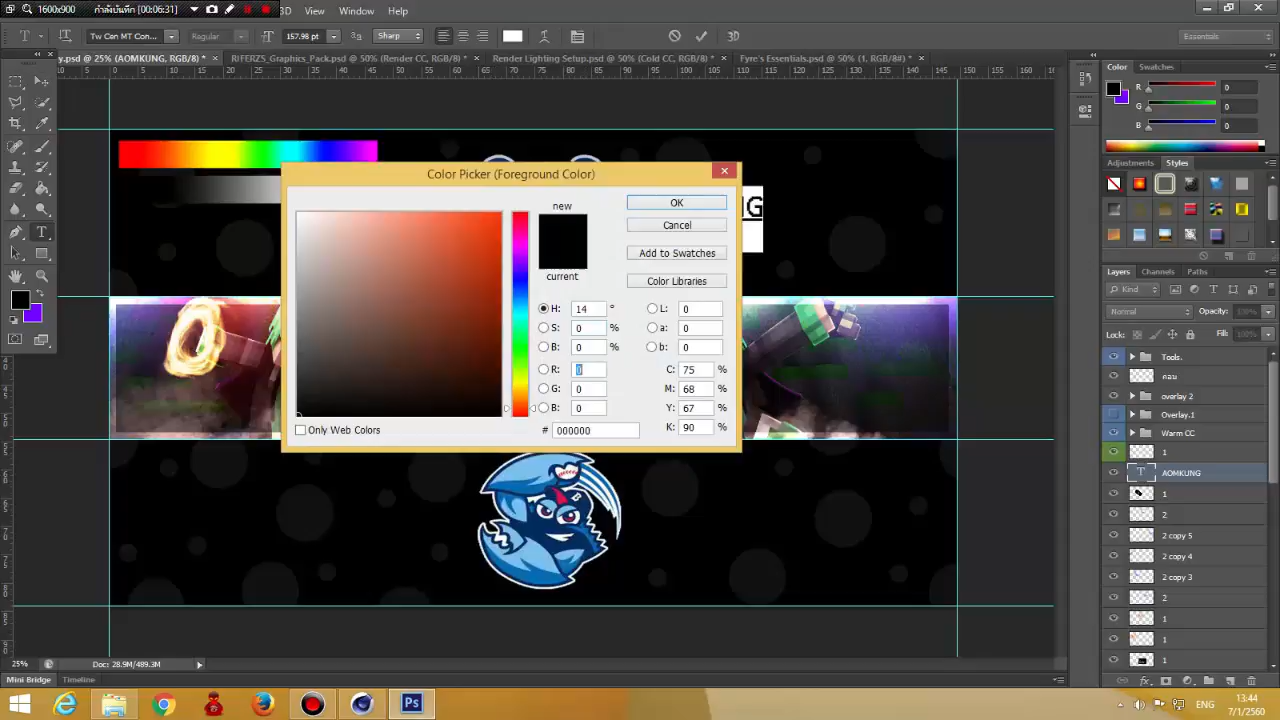 1600x900 กำลังบันทึก [00:06:31] 3D View Window Help
Tw Cen MT Con... Regular 157.98 pt Sharp 3D Essentials
y.psd @ 25% (AOMKUNG, RGB/8) * RIFERZS_Graphics_Pack.psd @ 50% (Render CC, RGB/8) * Render Lighting Setup.psd @ 50% (Cold CC, RGB/8) * Fyre's Essentials.psd @ 50% (1, RGB/8#) *
Color Swatches
R 0
G 0
B 0
Adjustments Styles
Color Picker (Foreground Color)
new
current
OK
Cancel
Add to Swatches
Color Libraries
H: 14 °
S: 0 %
B: 0 %
R: 0
G: 0
B: 0
L: 0
a: 0
b: 0
C: 75 %
M: 68 %
Y: 67 %
K: 90 %
# 000000
Only Web Colors
G
Layers Channels Paths
Kind
Normal Opacity: 100%
Lock: Fill: 100%
Tools.
คอม
overlay 2
Overlay.1
Warm CC
1
AOMKUNG
1
2
2 copy 5
2 copy 4
2 copy 3
2
1
1
1
25% Doc: 28.9M/489.3M
Mini Bridge Timeline
Ps
ENG
13:44
7/1/2560